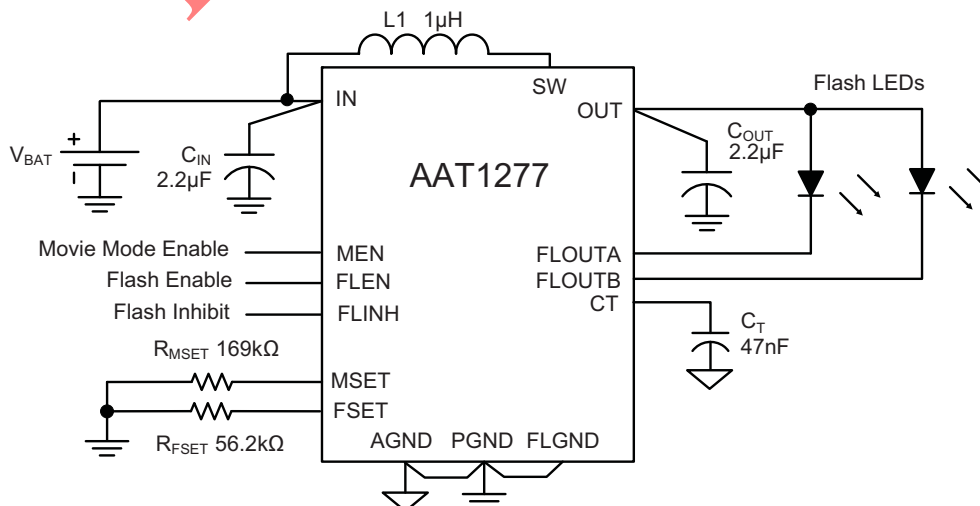 L1 1µH
IN
SW
OUT
Flash LEDs
+
VBAT
-
CIN
2.2µF
AAT1277
COUT
2.2µF
Movie Mode Enable
MEN
FLOUTA
Flash Enable
FLEN
FLOUTB
Flash Inhibit
FLINH
CT
CT
47nF
RMSET 169kΩ
MSET
FSET
RFSET 56.2kΩ
AGND PGND FLGND